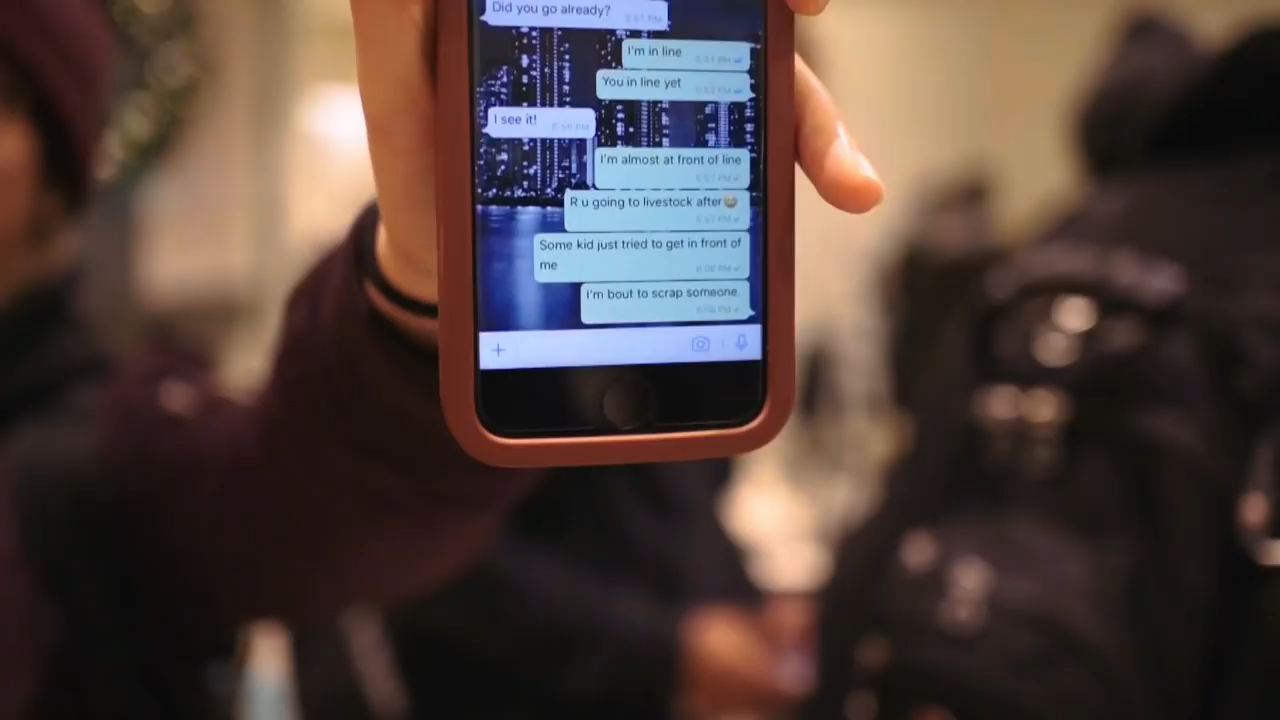 Did you go already?
I'm in line
You in line yet
I see it!
I'm almost at front of line
R u going to livestock after😂
Some kid just tried to get in front of
me
I'm bout to scrap someone.